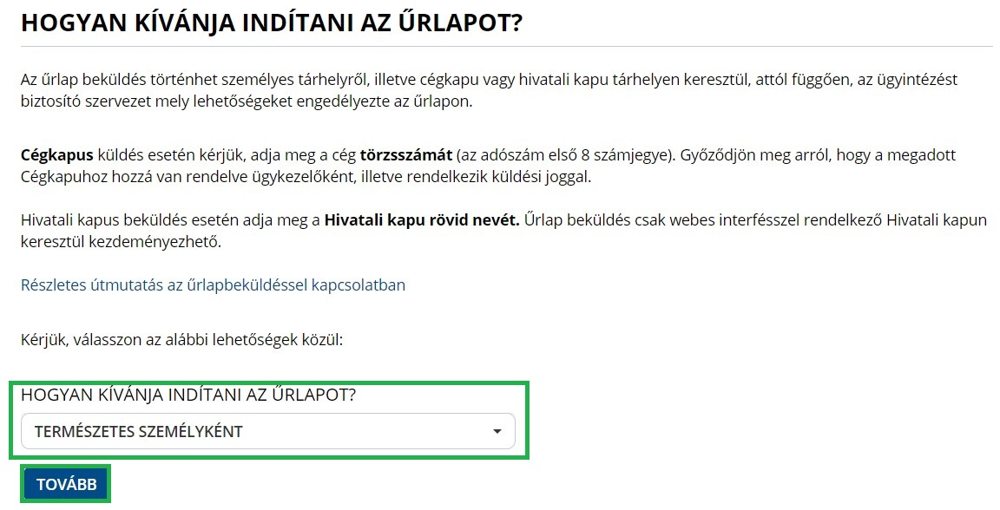 HOGYAN KÍVÁNJA INDÍTANI AZ ŰRLAPOT?
Az űrlap beküldés történhet személyes tárhelyről, illetve cégkapu vagy hivatali kapu tárhelyen keresztül, attól függően, az ügyintézést
biztosító szervezet mely lehetőségeket engedélyezte az űrlapon.
Cégkapus küldés esetén kérjük, adja meg a cég törzsszámát (az adószám első 8 számjegye). Győződjön meg arról, hogy a megadott
Cégkapuhoz hozzá van rendelve ügykezelőként, illetve rendelkezik küldési joggal.
Hivatali kapus beküldés esetén adja meg a Hivatali kapu rövid nevét. Űrlap beküldés csak webes interfésszel rendelkező Hivatali kapun
keresztül kezdeményezhető.
Részletes útmutatás az űrlapbeküldéssel kapcsolatban
Kérjük, válasszon az alábbi lehetőségek közül:
HOGYAN KÍVÁNJA INDÍTANI AZ ŰRLAPOT?
TERMÉSZETES SZEMÉLYKÉNT
TOVÁBB